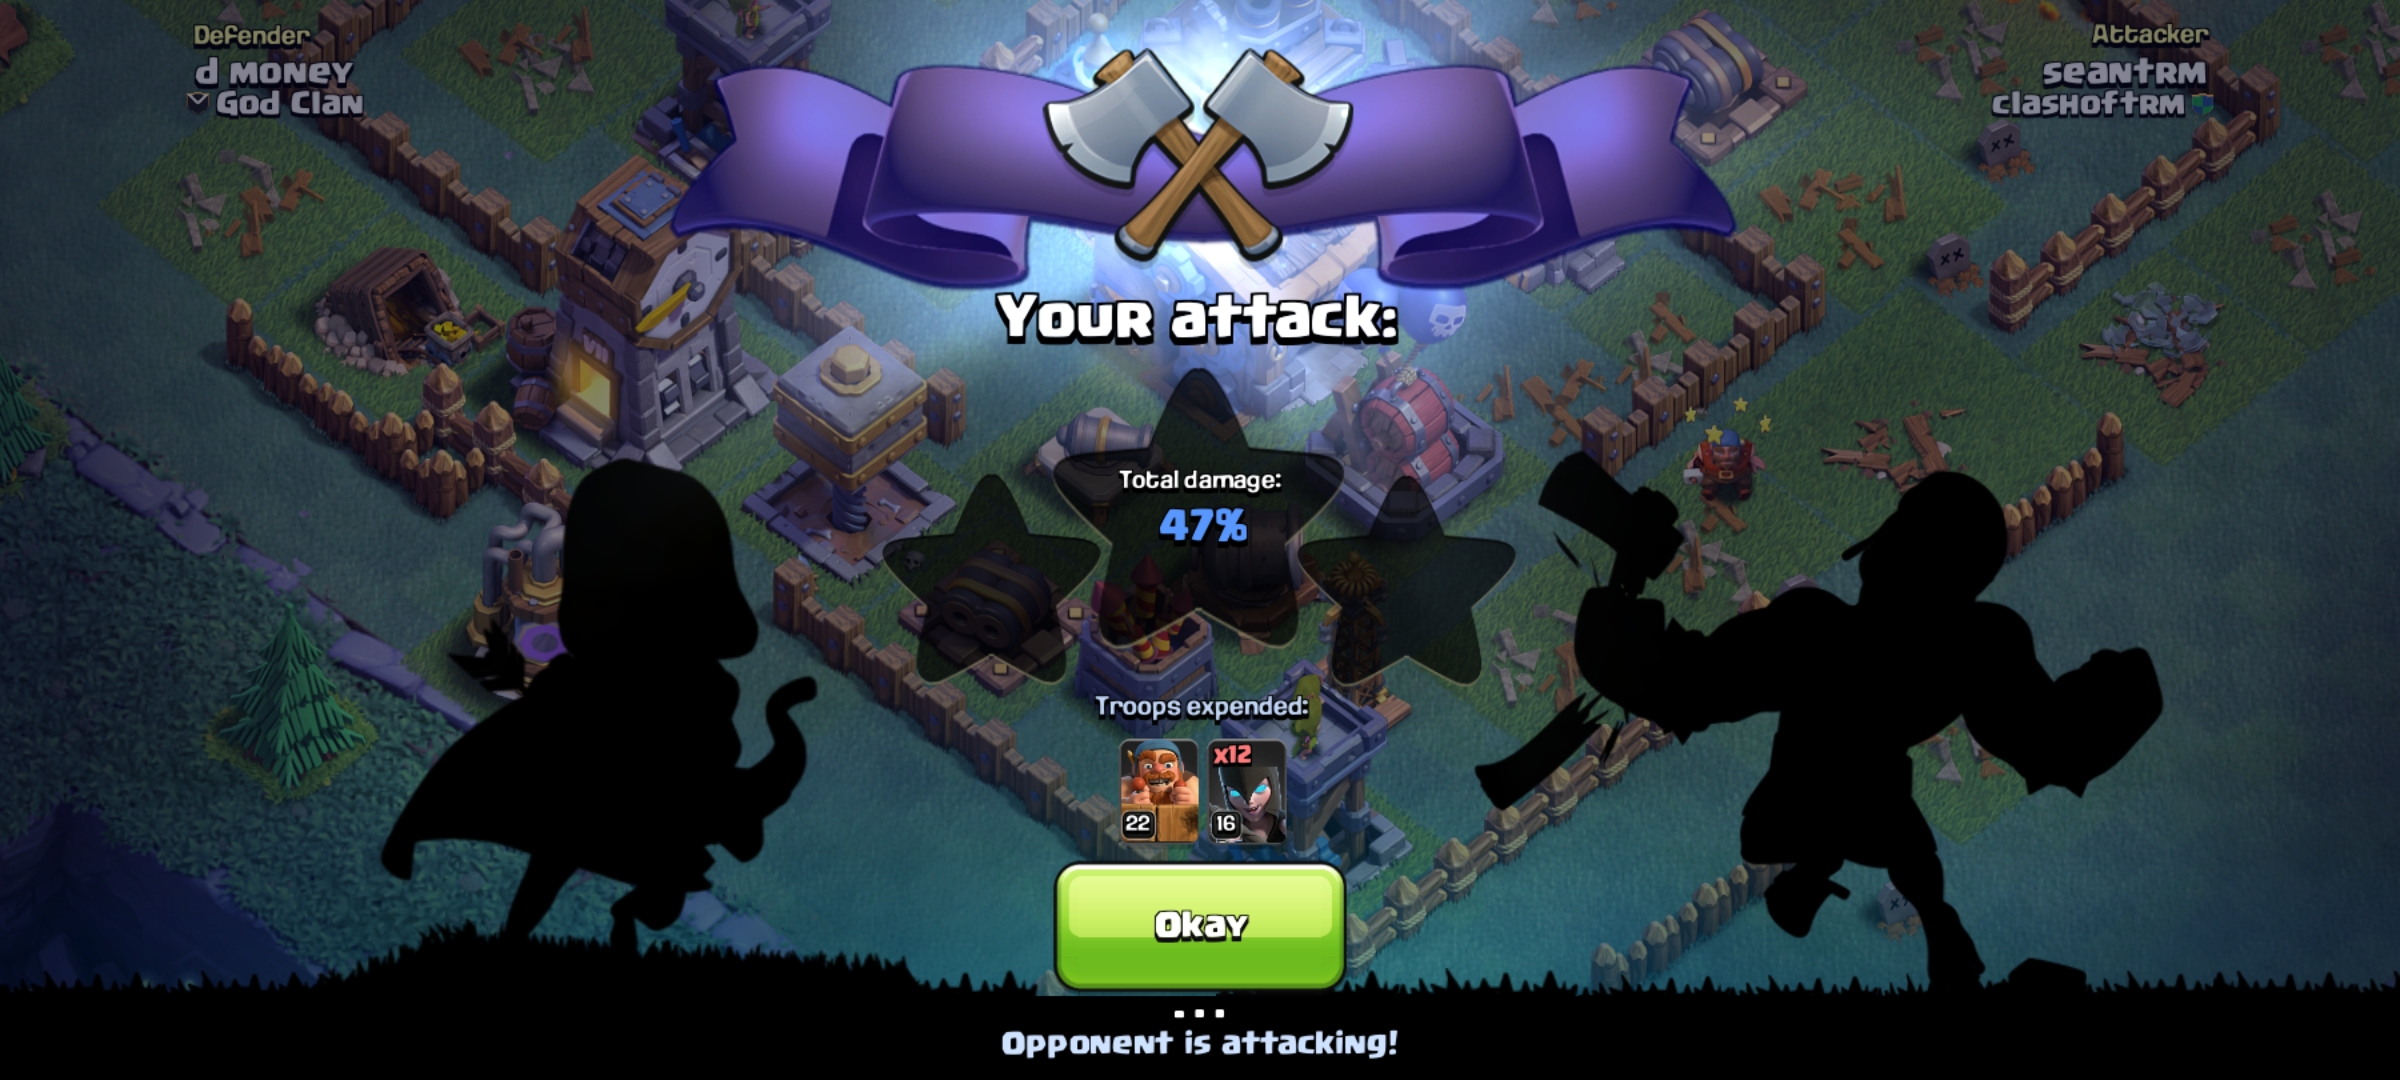 Defender
d money
God Clan
Attacker
seantrm
clashoftrm
Your attack:
Total damage:
47%
Troops expended:
x12
22
16
Okay
...
Opponent is attacking!
VII